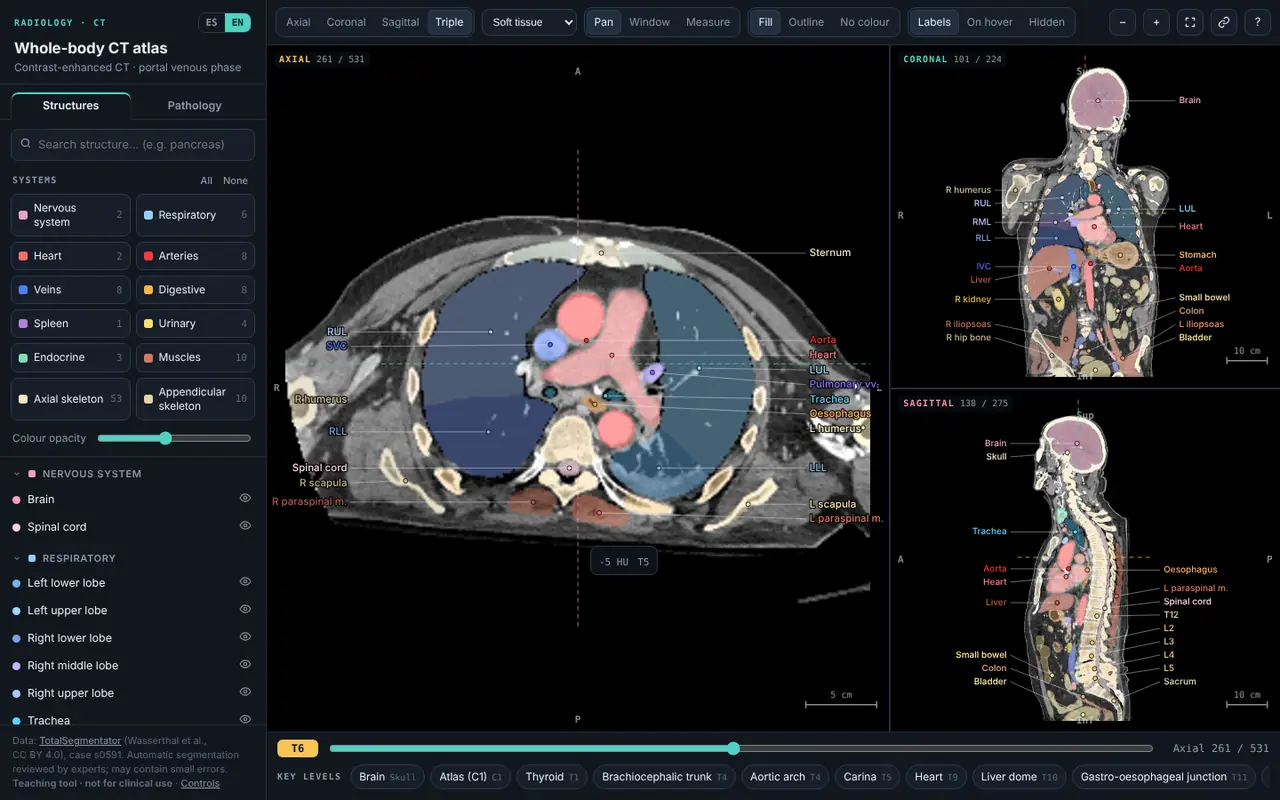 RADIOLOGY · CT
ES EN
Whole-body CT atlas
Contrast-enhanced CT · portal venous phase
Structures
Pathology
Search structure... (e.g. pancreas)
SYSTEMS
All None
Nervous system 2
Respiratory 6
Heart 2
Arteries 8
Veins 8
Digestive 8
Spleen 1
Urinary 4
Endocrine 3
Muscles 10
Axial skeleton 53
Appendicular skeleton 10
Colour opacity
NERVOUS SYSTEM
Brain
Spinal cord
RESPIRATORY
Left lower lobe
Left upper lobe
Right lower lobe
Right middle lobe
Right upper lobe
Trachea
Data: TotalSegmentator (Wasserthal et al.,
CC BY 4.0), case s0591. Automatic segmentation
reviewed by experts; may contain small errors.
Teaching tool · not for clinical use · Controls
Axial Coronal Sagittal Triple
Soft tissue
Pan Window Measure
Fill Outline No colour
Labels On hover Hidden
− + ?
AXIAL 261 / 531
A
R
L
P
Sternum
RUL
SVC
R humerus
RLL
Spinal cord
R scapula
R paraspinal m.
Aorta
Heart
LUL
Pulmonary vv.
Trachea
Oesophagus
L humerus*
LLL
L scapula
L paraspinal m.
-5 HU T5
5 cm
CORONAL 101 / 224
Sup
R
L
Inf
Brain
R humerus
RUL
RML
RLL
IVC
Liver
R kidney
R iliopsoas
R hip bone
LUL
Heart
Stomach
Aorta
Small bowel
Colon
L iliopsoas
Bladder
10 cm
SAGITTAL 138 / 275
Sup
A
P
Inf
Brain
Skull
Trachea
Aorta
Heart
Liver
Small bowel
Colon
Bladder
Oesophagus
L paraspinal m.
Spinal cord
T12
L2
L3
L4
L5
Sacrum
10 cm
T6
Axial 261 / 531
KEY LEVELS
Brain Skull
Atlas (C1) C1
Thyroid T1
Brachiocephalic trunk T4
Aortic arch T4
Carina T5
Heart T9
Liver dome T10
Gastro-oesophageal junction T11